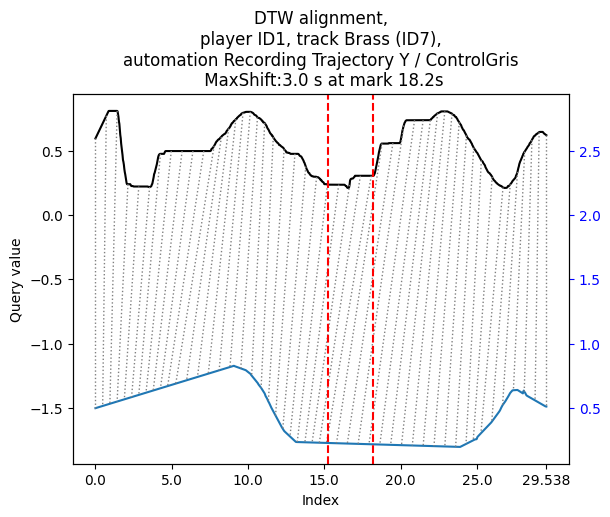 DTW alignment,
player ID1, track Brass (ID7),
automation Recording Trajectory Y / ControlGris
MaxShift:3.0 s at mark 18.2s
Query value
0.5
0.0
−0.5
−1.0
−1.5
2.5
2.0
1.5
1.0
0.5
0.0 5.0 10.0 15.0 20.0 25.0 29.538
Index